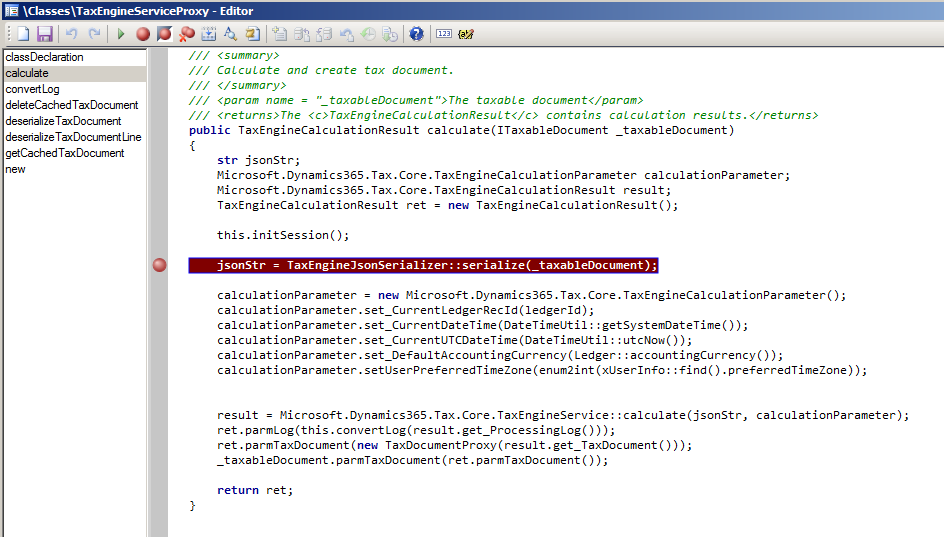 \Classes\TaxEngineServiceProxy - Editor
123
classDeclaration
calculate
convertLog
deleteCachedTaxDocument
deserializeTaxDocument
deserializeTaxDocumentLine
getCachedTaxDocument
new
/// <summary>
/// Calculate and create tax document.
/// </summary>
/// <param name = "_taxableDocument">The taxable document</param>
/// <returns>The <c>TaxEngineCalculationResult</c> contains calculation results.</returns>
public TaxEngineCalculationResult calculate(ITaxableDocument _taxableDocument)
{
    str jsonStr;
    Microsoft.Dynamics365.Tax.Core.TaxEngineCalculationParameter calculationParameter;
    Microsoft.Dynamics365.Tax.Core.TaxEngineCalculationResult result;
    TaxEngineCalculationResult ret = new TaxEngineCalculationResult();
    this.initSession();
    jsonStr = TaxEngineJsonSerializer::serialize(_taxableDocument);
    calculationParameter = new Microsoft.Dynamics365.Tax.Core.TaxEngineCalculationParameter();
    calculationParameter.set_CurrentLedgerRecId(ledgerId);
    calculationParameter.set_CurrentDateTime(DateTimeUtil::getSystemDateTime());
    calculationParameter.set_CurrentUTCDateTime(DateTimeUtil::utcNow());
    calculationParameter.set_DefaultAccountingCurrency(Ledger::accountingCurrency());
    calculationParameter.setUserPreferredTimeZone(enum2int(xUserInfo::find().preferredTimeZone));
    result = Microsoft.Dynamics365.Tax.Core.TaxEngineService::calculate(jsonStr, calculationParameter);
    ret.parmLog(this.convertLog(result.get_ProcessingLog()));
    ret.parmTaxDocument(new TaxDocumentProxy(result.get_TaxDocument()));
    _taxableDocument.parmTaxDocument(ret.parmTaxDocument());
    return ret;
}